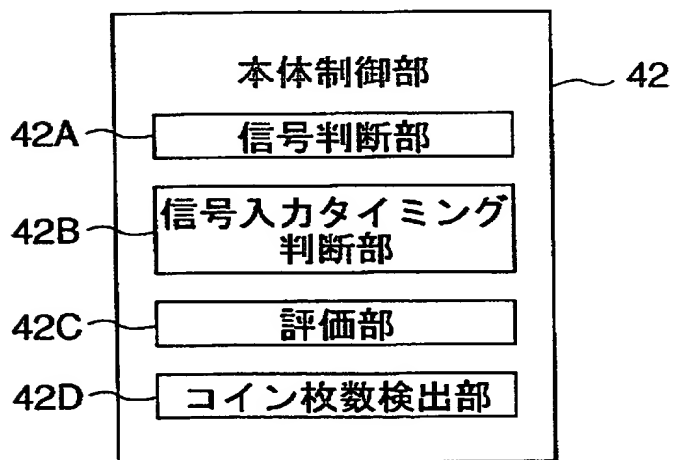 本体制御部
42
42A
信号判断部
42B
信号入力タイミング
判断部
42C
評価部
42D
コイン枚数検出部